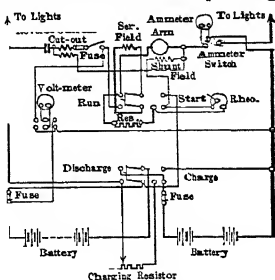 To Lights
Ammeter
To Lights
Cut-out
Ser.
Field
Arm
Fuse
Ammeter
Switch
Shunt
Field
Volt-meter
Run
Start
Rheo.
Res.
Discharge
Charge
Fuse
Fuse
Battery
Battery
Charging Resistor